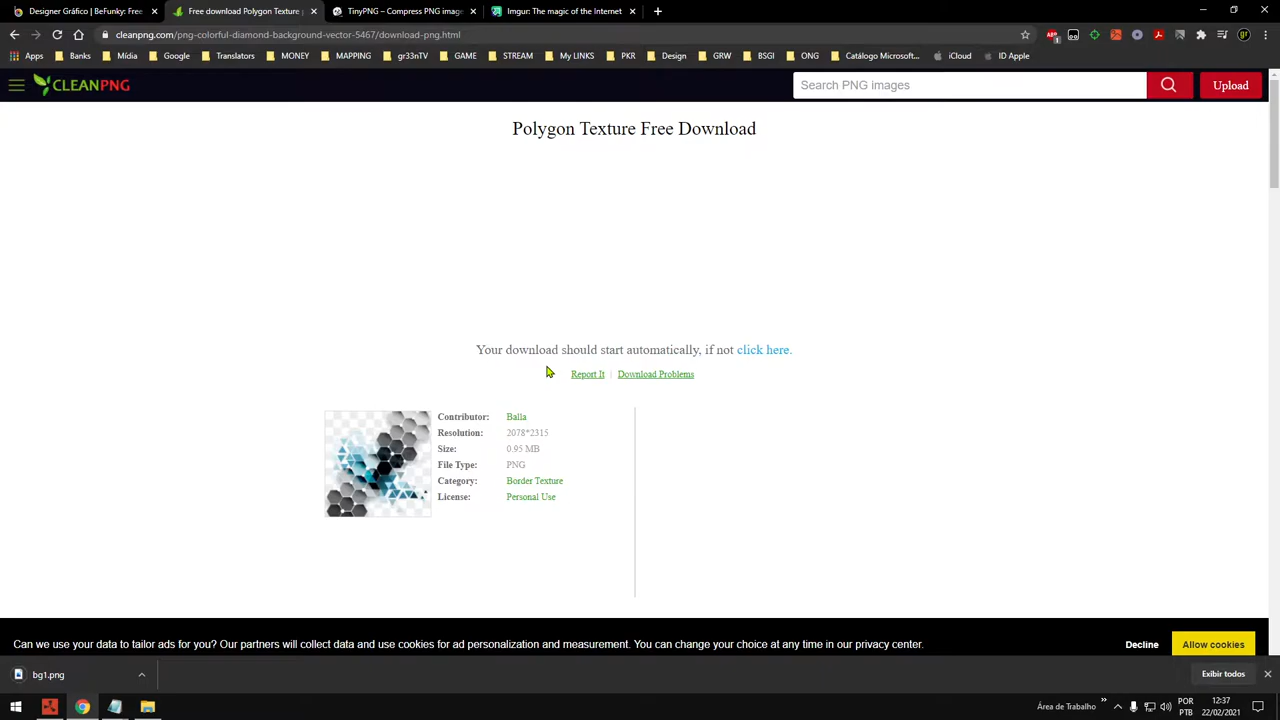 Designer Gráfico | BeFunky: Free
Free download Polygon Texture
TinyPNG – Compress PNG image
Imgur: The magic of the Internet
cleanpng.com/png-colorful-diamond-background-vector-5467/download-png.html
ABP
1
gr
Apps
Banks
Mídia
Google
Translators
MONEY
MAPPING
gr33nTV
GAME
STREAM
My LINKS
PKR
Design
GRW
BSGI
ONG
Catálogo Microsoft...
iCloud
ID Apple
CLEANPNG
Search PNG images
Upload
Polygon Texture Free Download
Your download should start automatically, if not click here.
Report It | Download Problems
Contributor: Balla
Resolution: 2078*2315
Size: 0.95 MB
File Type: PNG
Category: Border Texture
License: Personal Use
Can we use your data to tailor ads for you? Our partners will collect data and use cookies for ad personalization and measurement. You can change your choice at any time in our privacy center.
Decline
Allow cookies
bg1.png
Exibir todos
Área de Trabalho
POR
PTB
12:37
22/02/2021